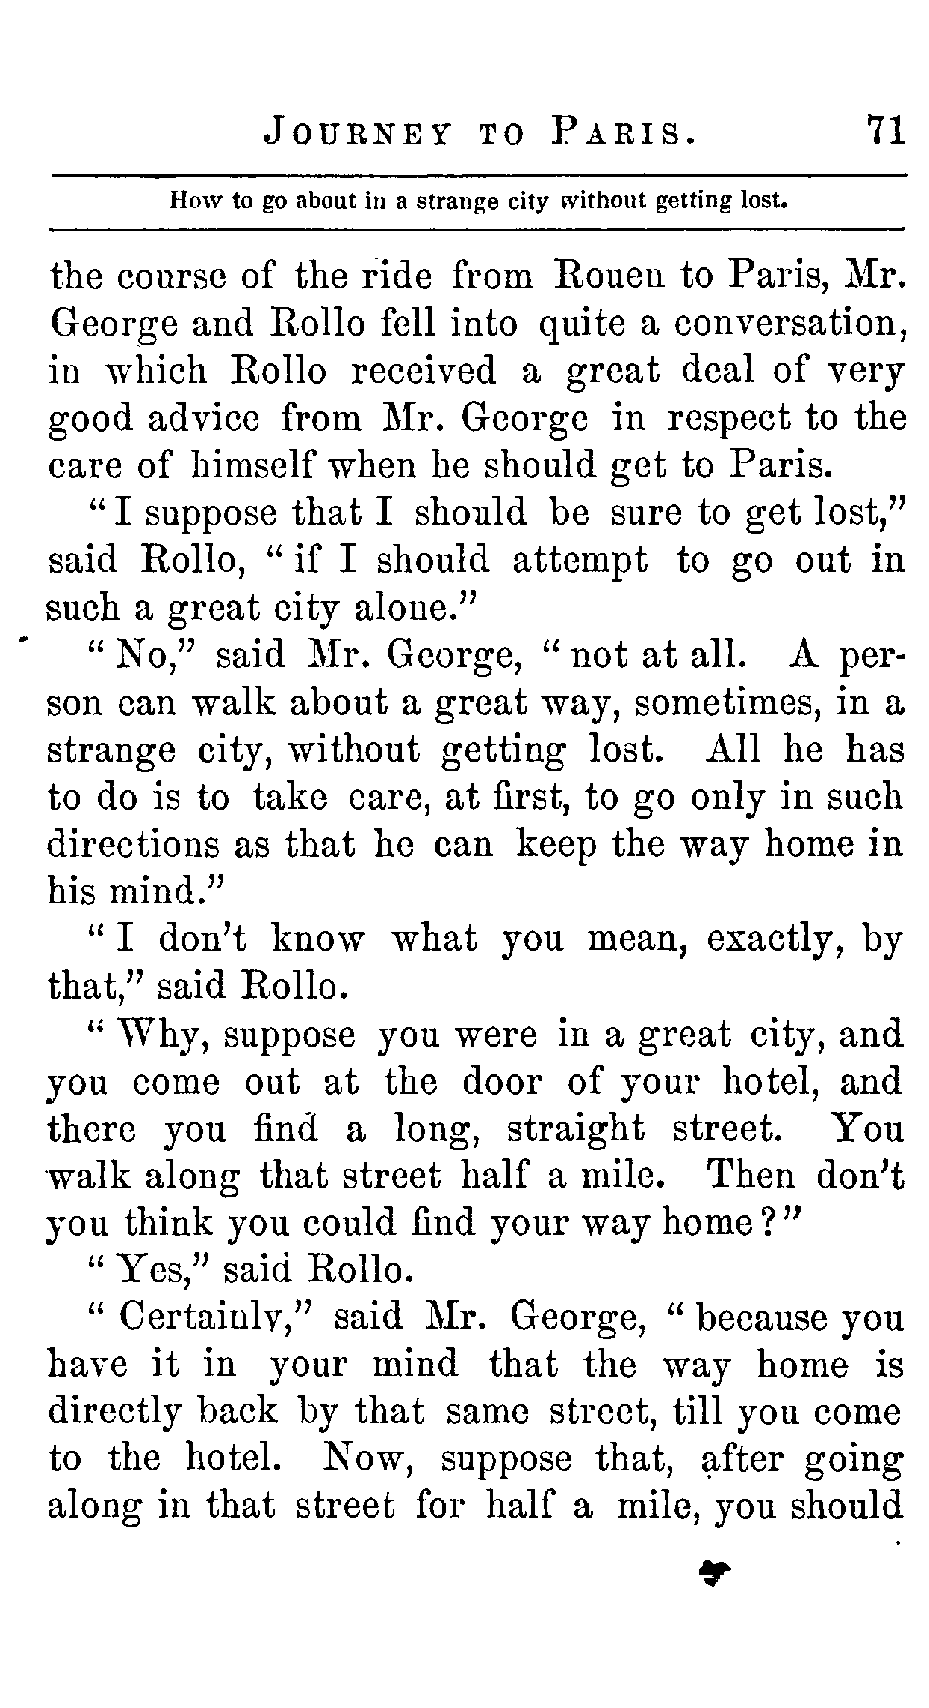 JOURNEY TO PARIS. 71
How to go about in a strange city without getting lost.
the course of the ride from Rouen to Paris, Mr.
George and Rollo fell into quite a conversation,
in which Rollo received a great deal of very
good advice from Mr. George in respect to the
care of himself when he should get to Paris.
"I suppose that I should be sure to get lost,"
said Rollo, "if I should attempt to go out in
such a great city alone."
"No," said Mr. George, "not at all. A per-
son can walk about a great way, sometimes, in a
strange city, without getting lost. All he has
to do is to take care, at first, to go only in such
directions as that he can keep the way home in
his mind."
"I don't know what you mean, exactly, by
that," said Rollo.
"Why, suppose you were in a great city, and
you come out at the door of your hotel, and
there you find a long, straight street. You
walk along that street half a mile. Then don't
you think you could find your way home?"
"Yes," said Rollo.
"Certainly," said Mr. George, "because you
have it in your mind that the way home is
directly back by that same street, till you come
to the hotel. Now, suppose that, after going
along in that street for half a mile, you should